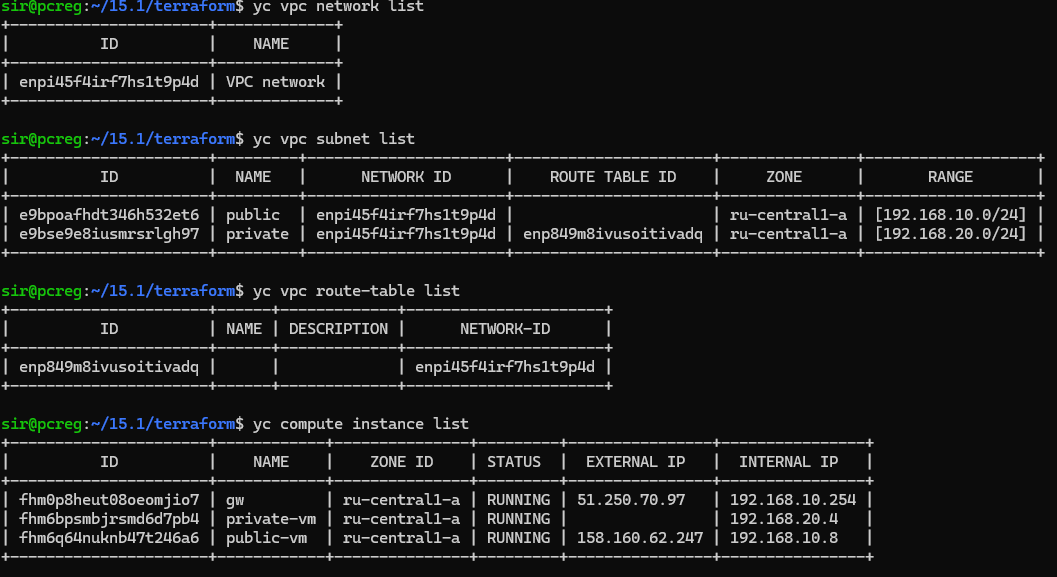 sir@pcreg:~/15.1/terraform$ yc vpc network list
+----------------------+-------------+
|          ID          |    NAME     |
+----------------------+-------------+
| enpi45f4irf7hs1t9p4d | VPC network |
+----------------------+-------------+
sir@pcreg:~/15.1/terraform$ yc vpc subnet list
+----------------------+---------+----------------------+----------------------+---------------+-------------------+
|          ID          |  NAME   |      NETWORK ID      |    ROUTE TABLE ID    |     ZONE      |       RANGE       |
+----------------------+---------+----------------------+----------------------+---------------+-------------------+
| e9bpoafhdt346h532et6 | public  | enpi45f4irf7hs1t9p4d |                      | ru-central1-a | [192.168.10.0/24] |
| e9bse9e8iusmrsrlgh97 | private | enpi45f4irf7hs1t9p4d | enp849m8ivusoitivadq | ru-central1-a | [192.168.20.0/24] |
+----------------------+---------+----------------------+----------------------+---------------+-------------------+
sir@pcreg:~/15.1/terraform$ yc vpc route-table list
+----------------------+------+-------------+----------------------+
|          ID          | NAME | DESCRIPTION |      NETWORK-ID      |
+----------------------+------+-------------+----------------------+
| enp849m8ivusoitivadq |      |             | enpi45f4irf7hs1t9p4d |
+----------------------+------+-------------+----------------------+
sir@pcreg:~/15.1/terraform$ yc compute instance list
+----------------------+------------+---------------+---------+----------------+----------------+
|          ID          |    NAME    |    ZONE ID    | STATUS  |  EXTERNAL IP   |  INTERNAL IP   |
+----------------------+------------+---------------+---------+----------------+----------------+
| fhm0p8heut08oeomjio7 | gw         | ru-central1-a | RUNNING | 51.250.70.97   | 192.168.10.254 |
| fhm6bpsmbjrsmd6d7pb4 | private-vm | ru-central1-a | RUNNING |                | 192.168.20.4   |
| fhm6q64nuknb47t246a6 | public-vm  | ru-central1-a | RUNNING | 158.160.62.247 | 192.168.10.8   |
+----------------------+------------+---------------+---------+----------------+----------------+